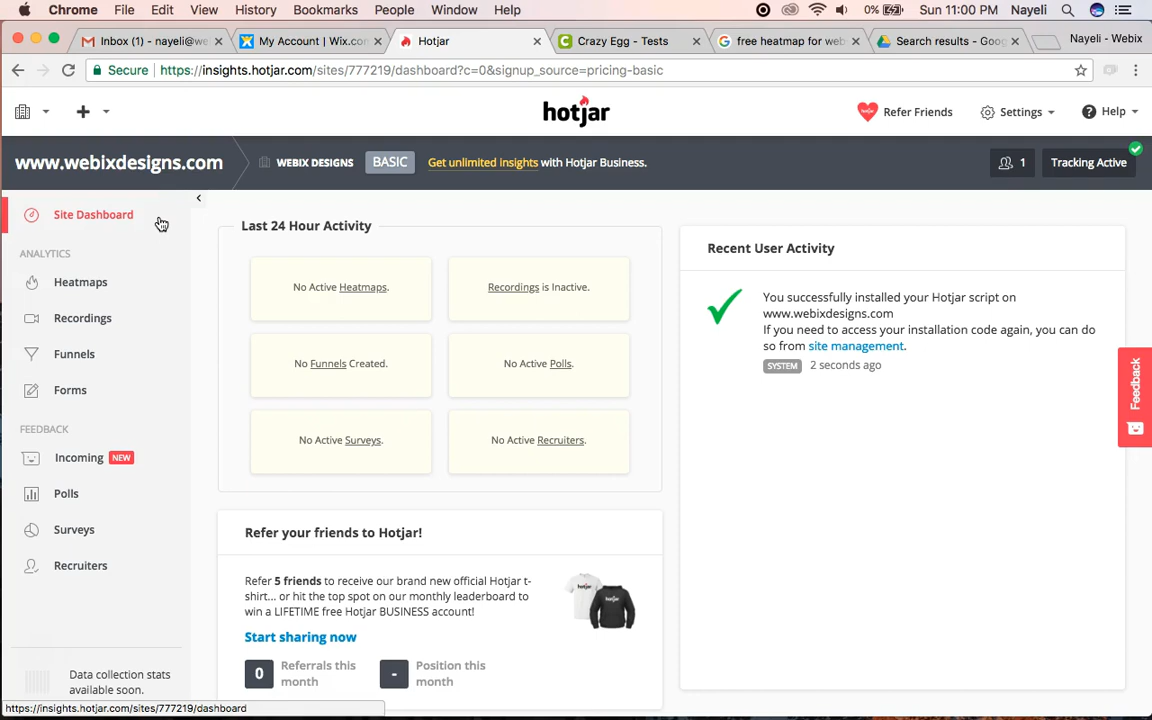 Chrome File Edit View History Bookmarks People Window Help 0% Sun 11:00 PM Nayeli
Inbox (1) - nayeli@we
My Account | Wix.com
Hotjar
Crazy Egg - Tests
free heatmap for web
Search results - Goog
Nayeli - Webix
Secure https://insights.hotjar.com/sites/777219/dashboard?c=0&signup_source=pricing-basic
hotjar
Refer Friends
Settings
Help
www.webixdesigns.com
WEBIX DESIGNS
BASIC
Get unlimited insights with Hotjar Business.
1
Tracking Active
Site Dashboard
ANALYTICS
Heatmaps
Recordings
Funnels
Forms
FEEDBACK
Incoming NEW
Polls
Surveys
Recruiters
Data collection stats
available soon.
Last 24 Hour Activity
No Active Heatmaps.
Recordings is Inactive.
No Funnels Created.
No Active Polls.
No Active Surveys.
No Active Recruiters.
Refer your friends to Hotjar!
Refer 5 friends to receive our brand new official Hotjar t-
shirt... or hit the top spot on our monthly leaderboard to
win a LIFETIME free Hotjar BUSINESS account!
Start sharing now
0
Referrals this
month
-
Position this
month
hotjar
hotjar
Recent User Activity
You successfully installed your Hotjar script on
www.webixdesigns.com
If you need to access your installation code again, you can do
so from site management.
SYSTEM 2 seconds ago
Feedback
https://insights.hotjar.com/sites/777219/dashboard